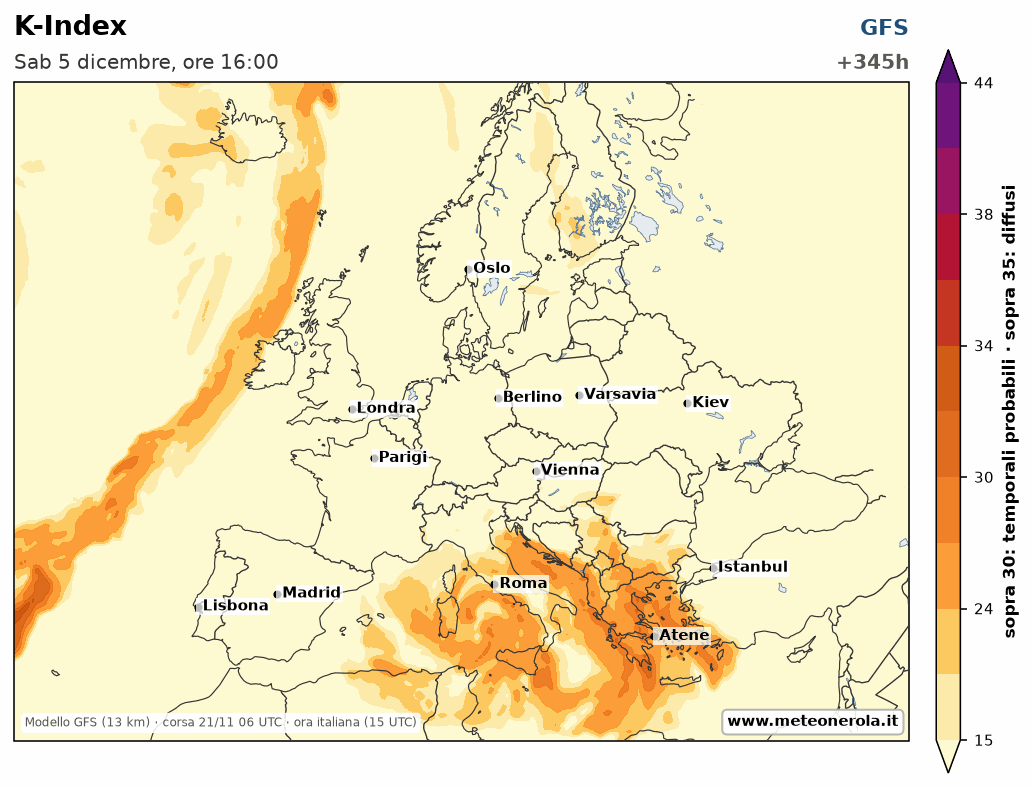 K-Index
GFS
Sab 5 dicembre, ore 16:00
+345h
44
38
34
30
24
15
sopra 30: temporali probabili · sopra 35: diffusi
Oslo
Berlino
Varsavia
Kiev
Londra
Parigi
Vienna
Istanbul
Roma
Madrid
Lisbona
Atene
Modello GFS (13 km) · corsa 21/11 06 UTC · ora italiana (15 UTC)
www.meteonerola.it